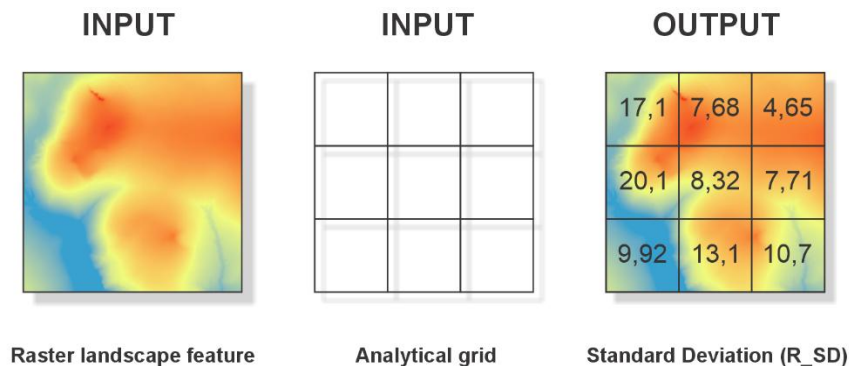 INPUT
INPUT
OUTPUT
17,1 7,68 4,65
20,1 8,32 7,71
9,92 13,1 10,7
Raster landscape feature
Analytical grid
Standard Deviation (R_SD)